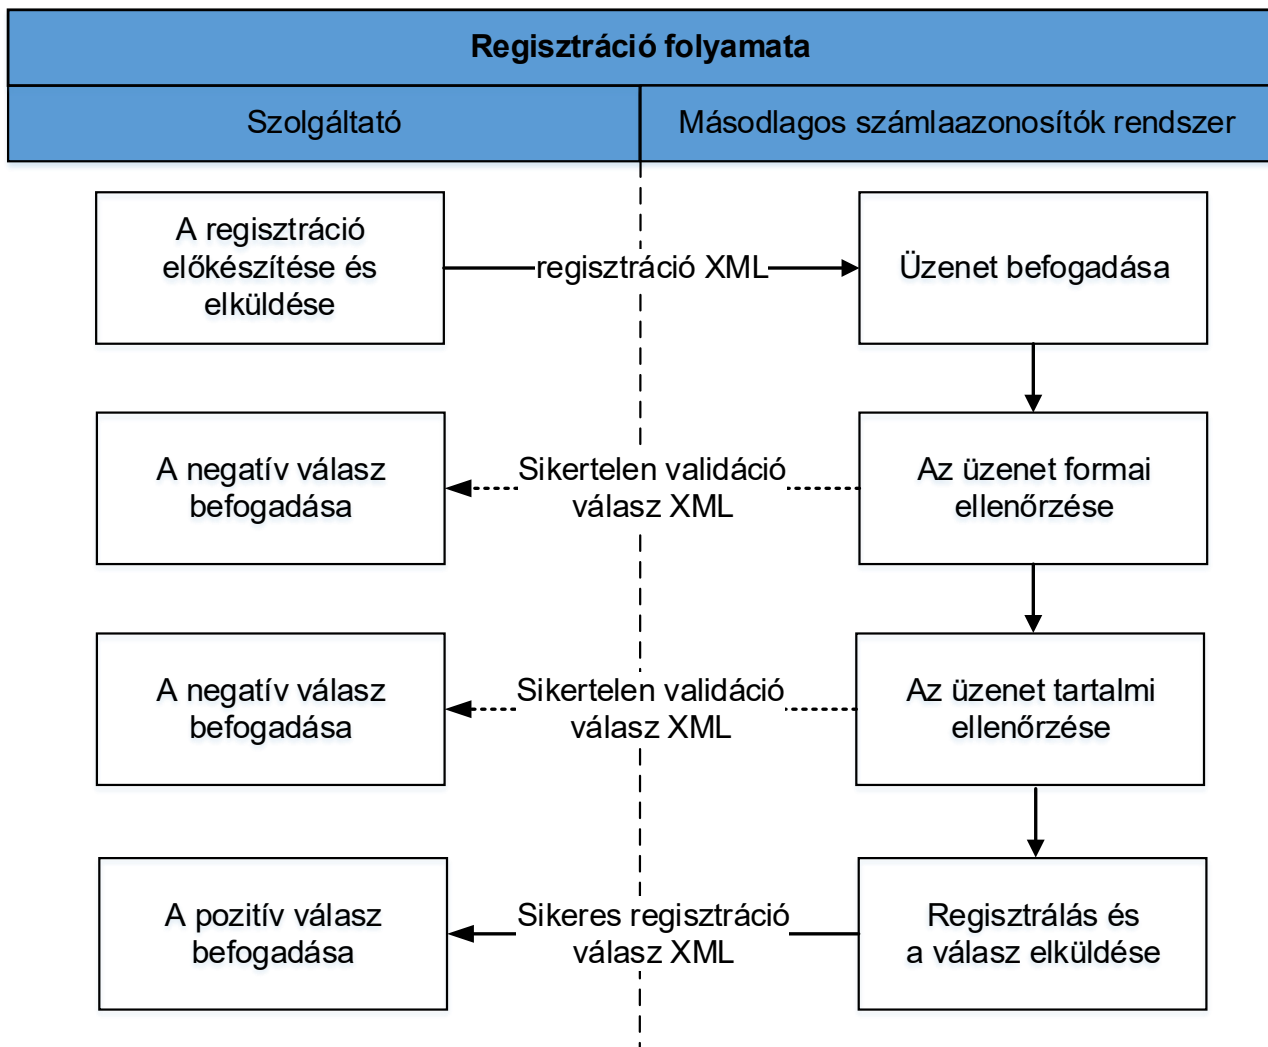 Regisztráció folyamata
Szolgáltató
Másodlagos számlaazonosítók rendszer
A regisztráció
előkészítése és
elküldése
regisztráció XML
Üzenet befogadása
A negatív válasz
befogadása
Sikertelen validáció
válasz XML
Az üzenet formai
ellenőrzése
A negatív válasz
befogadása
Sikertelen validáció
válasz XML
Az üzenet tartalmi
ellenőrzése
A pozitív válasz
befogadása
Sikeres regisztráció
válasz XML
Regisztrálás és
a válasz elküldése